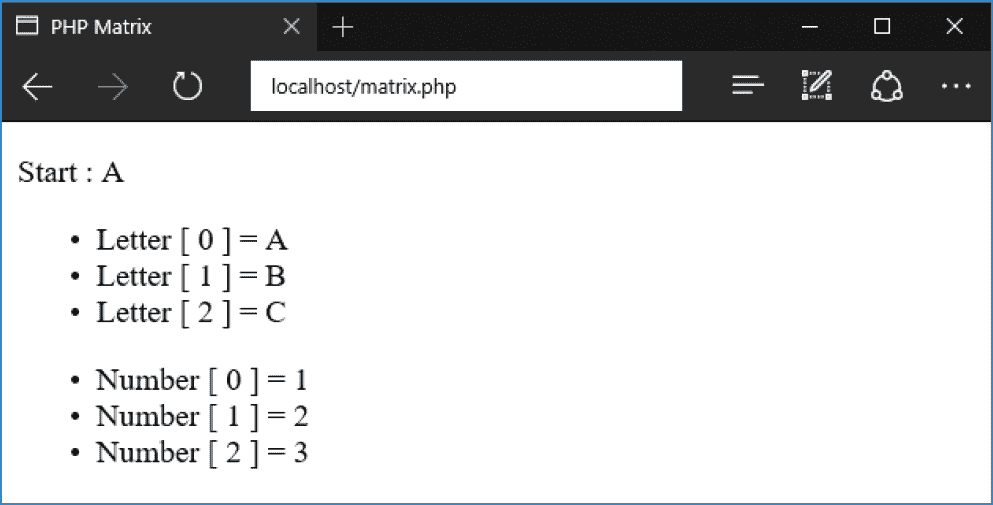 PHP Matrix
localhost/matrix.php
Start : A
• Letter [ 0 ] = A
• Letter [ 1 ] = B
• Letter [ 2 ] = C
• Number [ 0 ] = 1
• Number [ 1 ] = 2
• Number [ 2 ] = 3